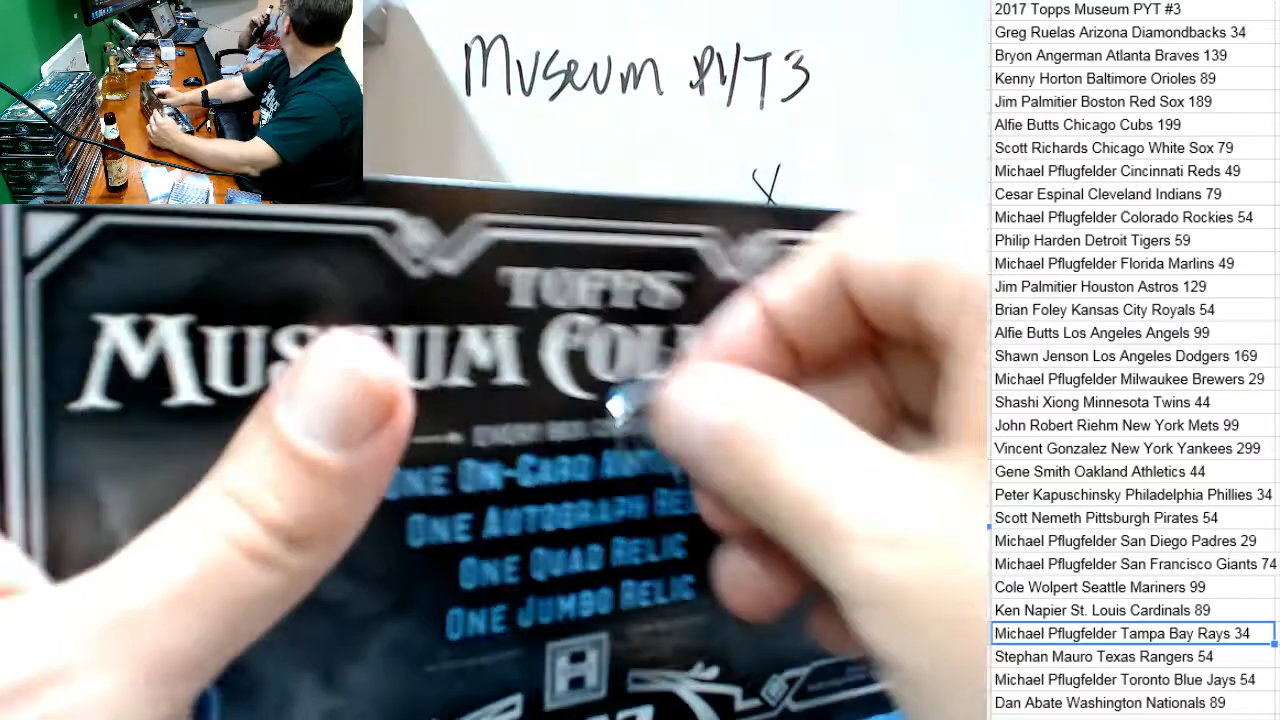 Museum PYT 3
X
TOPPS
MUSEUM COL
ONE ON-CARD
ONE AUTOGRAPH REL
ONE QUAD RELIC
ONE JUMBO RELIC
H
2017 Topps Museum PYT #3
Greg Ruelas Arizona Diamondbacks 34
Bryon Angerman Atlanta Braves 139
Kenny Horton Baltimore Orioles 89
Jim Palmitier Boston Red Sox 189
Alfie Butts Chicago Cubs 199
Scott Richards Chicago White Sox 79
Michael Pflugfelder Cincinnati Reds 49
Cesar Espinal Cleveland Indians 79
Michael Pflugfelder Colorado Rockies 54
Philip Harden Detroit Tigers 59
Michael Pflugfelder Florida Marlins 49
Jim Palmitier Houston Astros 129
Brian Foley Kansas City Royals 54
Alfie Butts Los Angeles Angels 99
Shawn Jenson Los Angeles Dodgers 169
Michael Pflugfelder Milwaukee Brewers 29
Shashi Xiong Minnesota Twins 44
John Robert Riehm New York Mets 99
Vincent Gonzalez New York Yankees 299
Gene Smith Oakland Athletics 44
Peter Kapuschinsky Philadelphia Phillies 34
Scott Nemeth Pittsburgh Pirates 54
Michael Pflugfelder San Diego Padres 29
Michael Pflugfelder San Francisco Giants 74
Cole Wolpert Seattle Mariners 99
Ken Napier St. Louis Cardinals 89
Michael Pflugfelder Tampa Bay Rays 34
Stephan Mauro Texas Rangers 54
Michael Pflugfelder Toronto Blue Jays 54
Dan Abate Washington Nationals 89